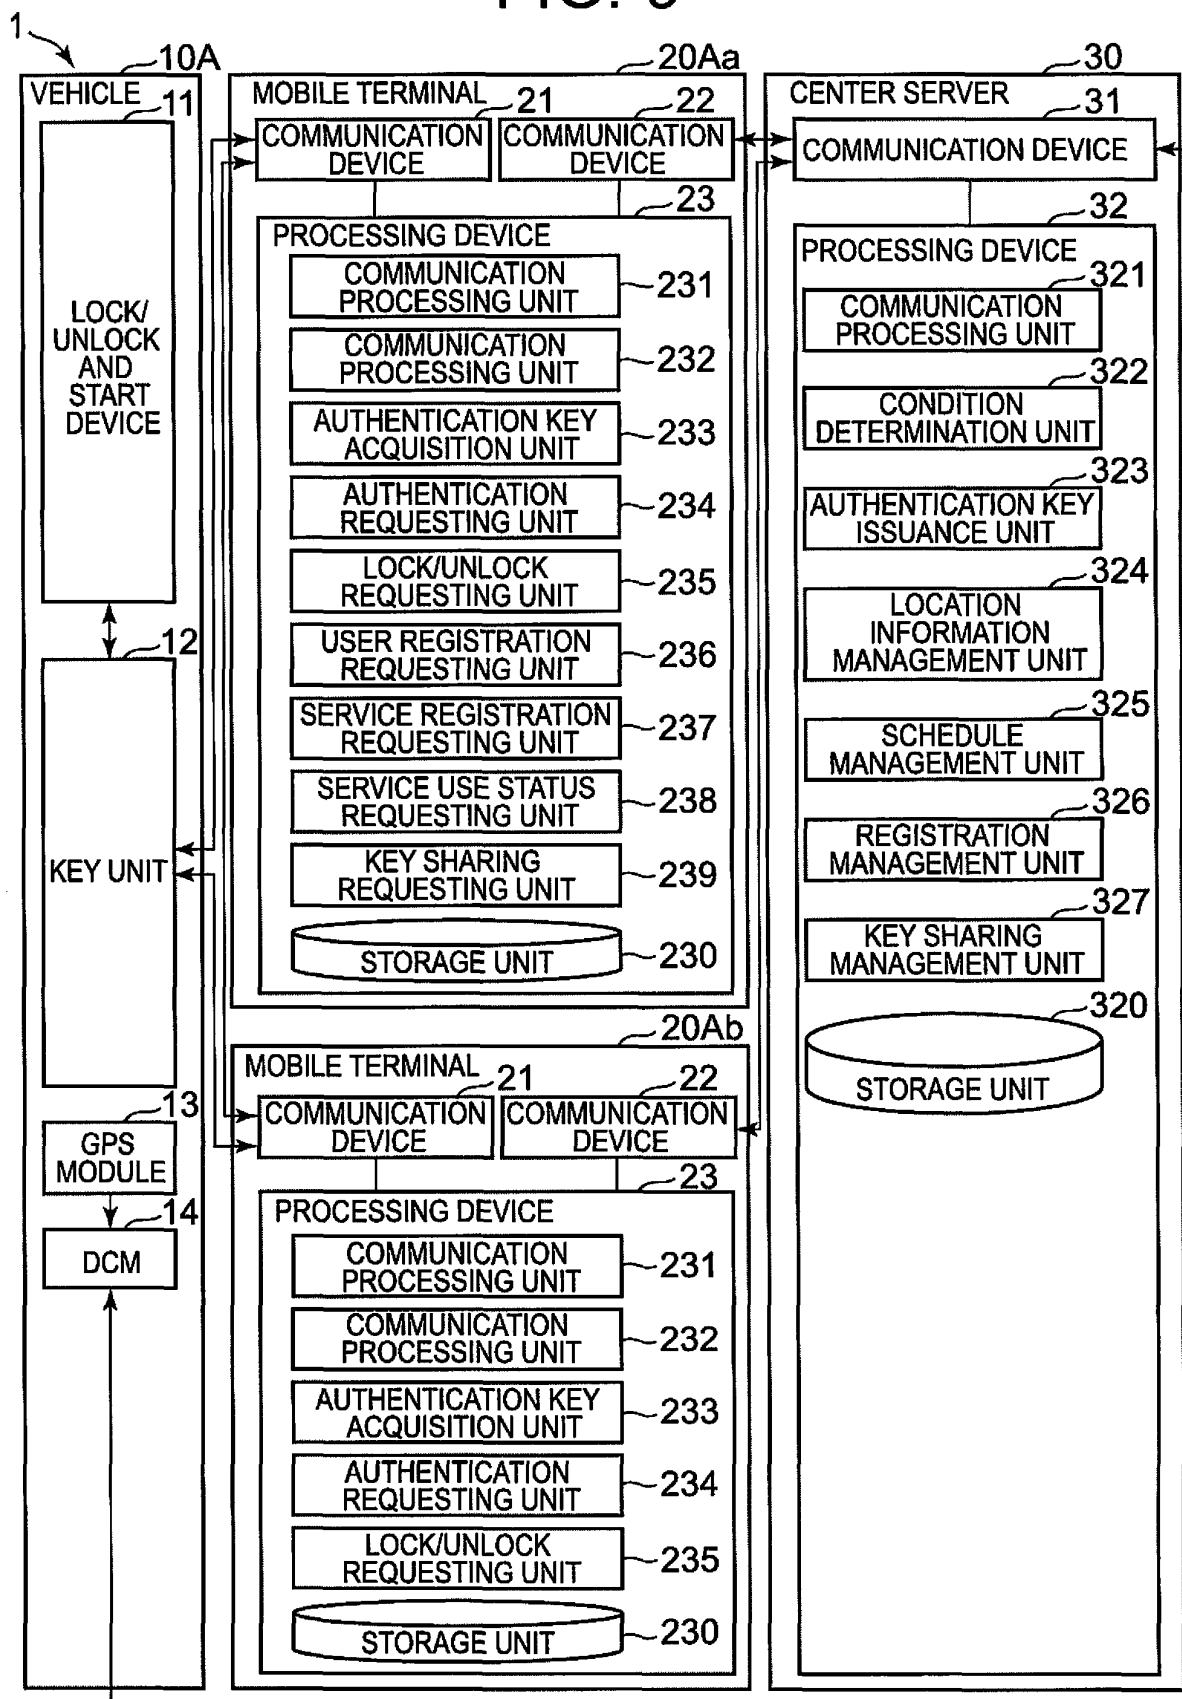 1
10A
VEHICLE
11
LOCK/
UNLOCK
AND
START
DEVICE
12
KEY UNIT
13
GPS
MODULE
14
DCM
20Aa
MOBILE TERMINAL
21
COMMUNICATION
DEVICE
22
COMMUNICATION
DEVICE
23
PROCESSING DEVICE
COMMUNICATION
PROCESSING UNIT
231
COMMUNICATION
PROCESSING UNIT
232
AUTHENTICATION KEY
ACQUISITION UNIT
233
AUTHENTICATION
REQUESTING UNIT
234
LOCK/UNLOCK
REQUESTING UNIT
235
USER REGISTRATION
REQUESTING UNIT
236
SERVICE REGISTRATION
REQUESTING UNIT
237
SERVICE USE STATUS
REQUESTING UNIT
238
KEY SHARING
REQUESTING UNIT
239
STORAGE UNIT
230
20Ab
MOBILE TERMINAL
21
COMMUNICATION
DEVICE
22
COMMUNICATION
DEVICE
23
PROCESSING DEVICE
COMMUNICATION
PROCESSING UNIT
231
COMMUNICATION
PROCESSING UNIT
232
AUTHENTICATION KEY
ACQUISITION UNIT
233
AUTHENTICATION
REQUESTING UNIT
234
LOCK/UNLOCK
REQUESTING UNIT
235
STORAGE UNIT
230
30
CENTER SERVER
31
COMMUNICATION DEVICE
32
PROCESSING DEVICE
321
COMMUNICATION
PROCESSING UNIT
322
CONDITION
DETERMINATION UNIT
323
AUTHENTICATION KEY
ISSUANCE UNIT
324
LOCATION
INFORMATION
MANAGEMENT UNIT
325
SCHEDULE
MANAGEMENT UNIT
326
REGISTRATION
MANAGEMENT UNIT
327
KEY SHARING
MANAGEMENT UNIT
320
STORAGE UNIT